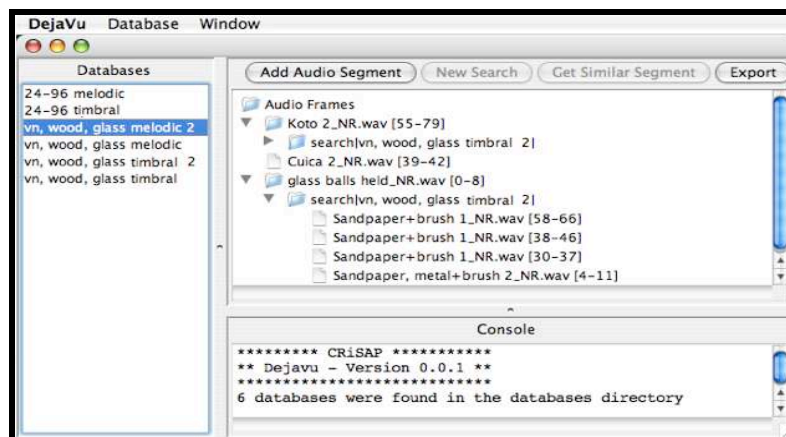 DejaVu Database Window
Databases
24-96 melodic
24-96 timbral
vn, wood, glass melodic 2
vn, wood, glass melodic
vn, wood, glass timbral 2
vn, wood, glass timbral
Add Audio Segment New Search Get Similar Segment Export
Audio Frames
Koto 2_NR.wav [55-79]
search|vn, wood, glass timbral 2|
Cuica 2_NR.wav [39-42]
glass balls held_NR.wav [0-8]
search|vn, wood, glass timbral 2|
Sandpaper+brush 1_NR.wav [58-66]
Sandpaper+brush 1_NR.wav [38-46]
Sandpaper+brush 1_NR.wav [30-37]
Sandpaper, metal+brush 2_NR.wav [4-11]
Console
********* CRiSAP ***********
** Dejavu - Version 0.0.1 **
****************************
6 databases were found in the databases directory